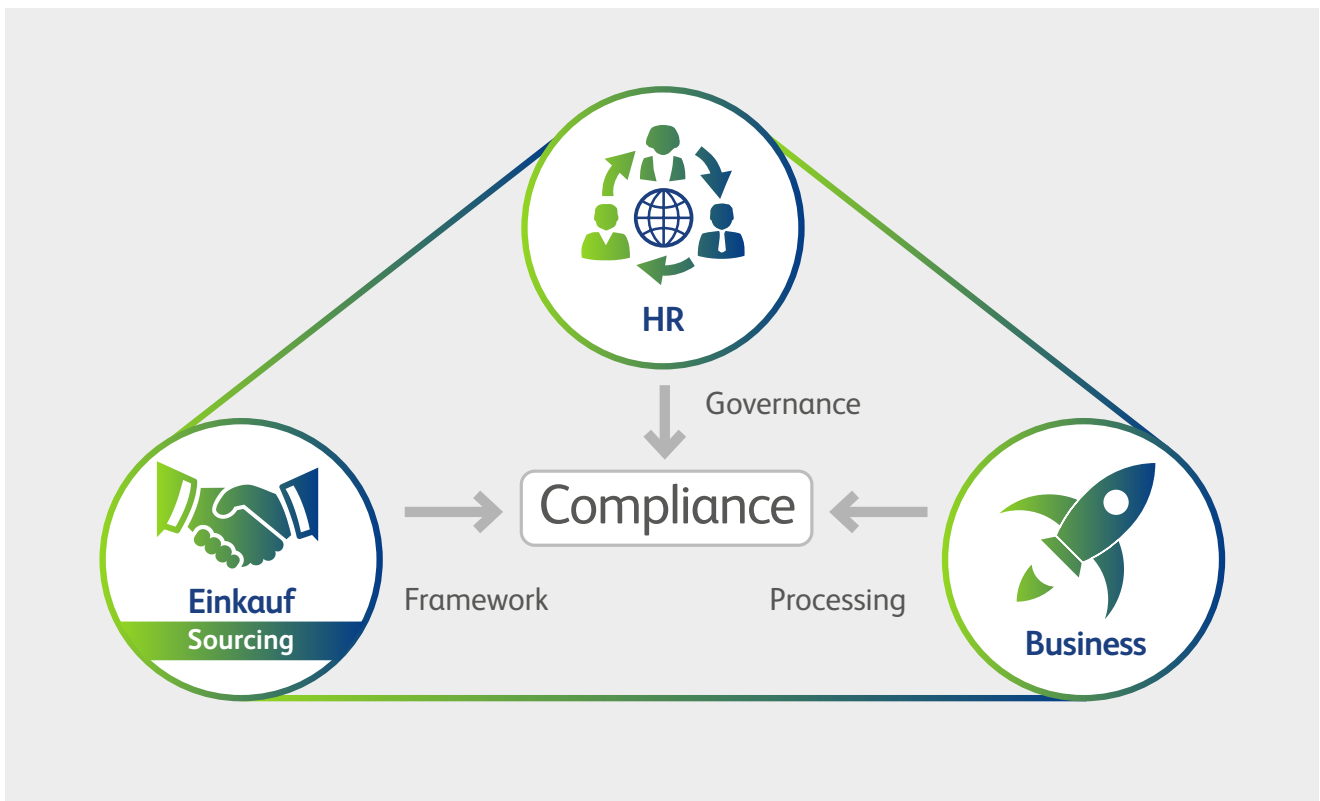 HR
Governance
Compliance
Einkauf
Sourcing
Framework
Processing
Business